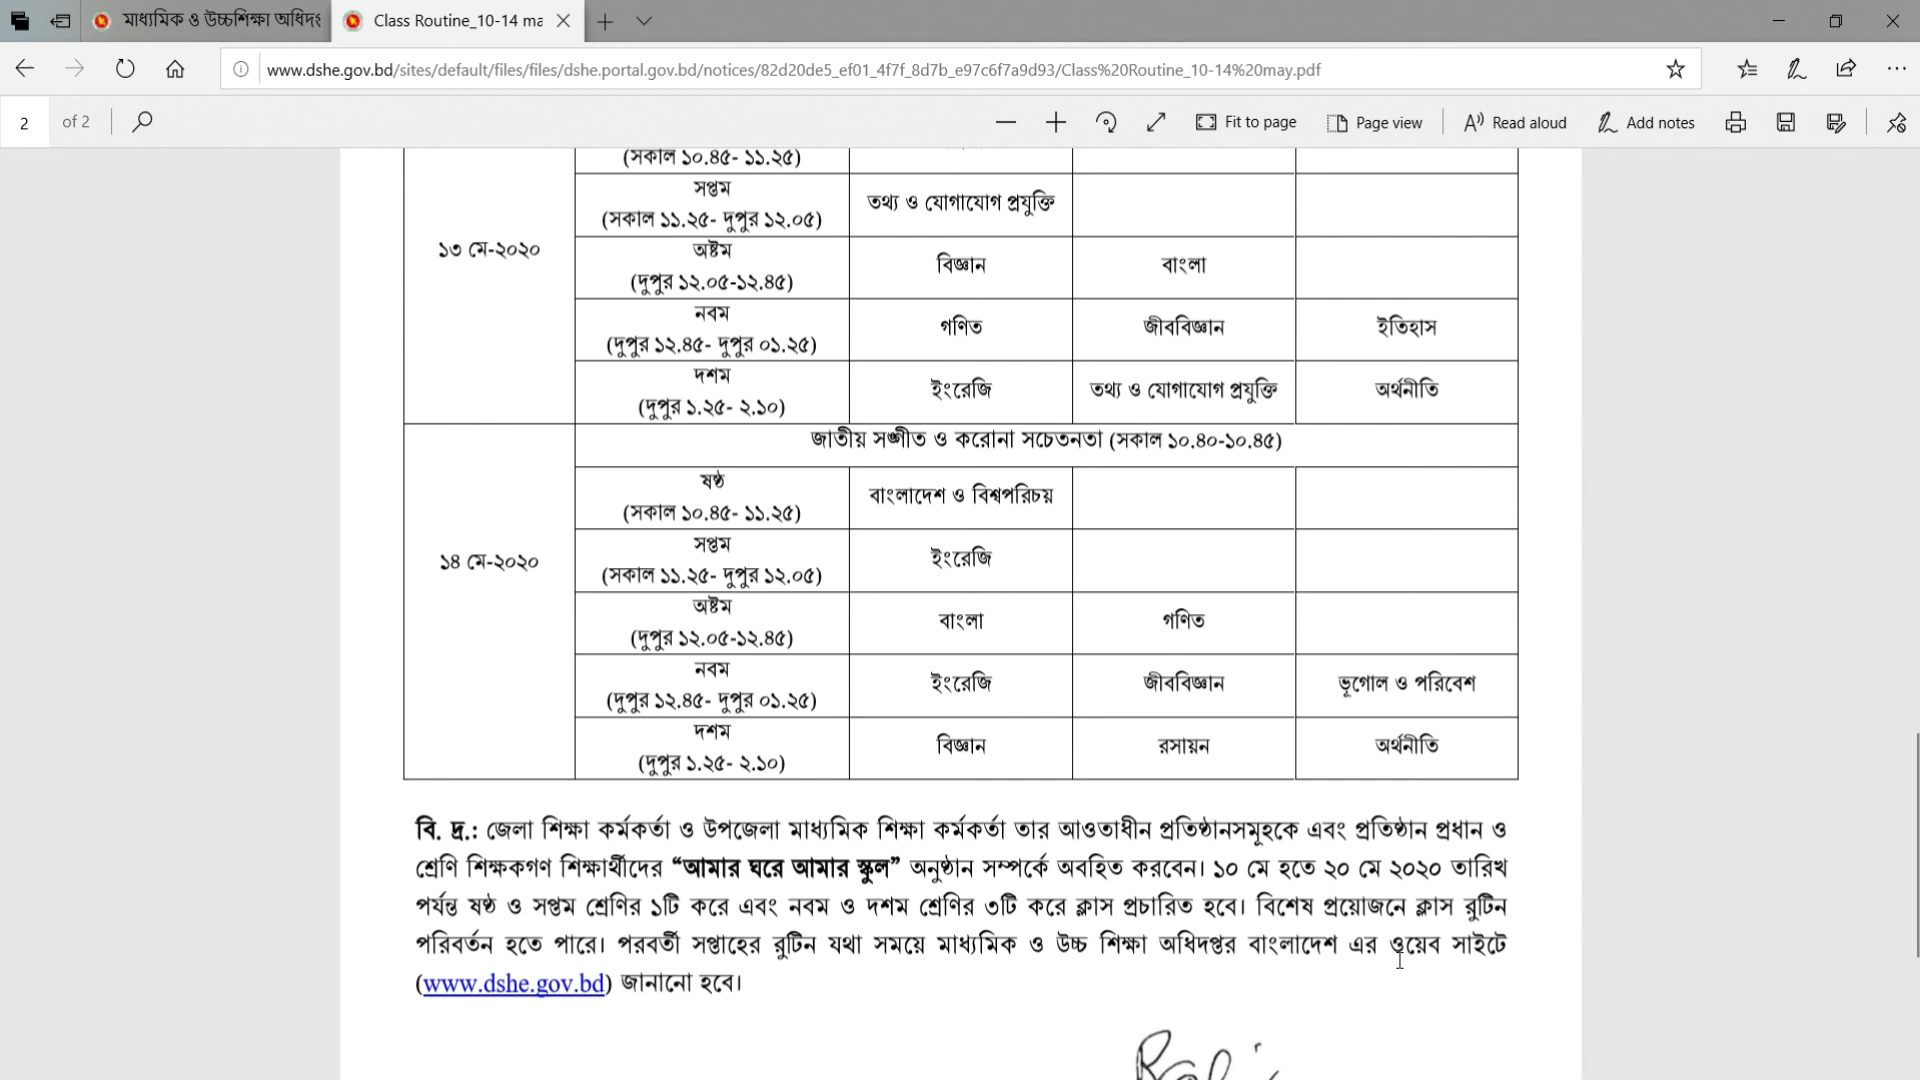 মাধ্যমিক ও উচ্চশিক্ষা অধিদং
Class Routine_10-14 ma
www.dshe.gov.bd/sites/default/files/files/dshe.portal.gov.bd/notices/82d20de5_ef01_4f7f_8d7b_e97c6f7a9d93/Class%20Routine_10-14%20may.pdf
2 of 2 Fit to page Page view Read aloud Add notes
(সকাল ১০.৪৫- ১১.২৫)
১৩ মে-২০২০
সপ্তম
(সকাল ১১.২৫- দুপুর ১২.০৫)
তথ্য ও যোগাযোগ প্রযুক্তি
অষ্টম
(দুপুর ১২.০৫-১২.৪৫)
বিজ্ঞান
বাংলা
নবম
(দুপুর ১২.৪৫- দুপুর ০১.২৫)
গণিত
জীববিজ্ঞান
ইতিহাস
দশম
(দুপুর ১.২৫- ২.১০)
ইংরেজি
তথ্য ও যোগাযোগ প্রযুক্তি
অর্থনীতি
১৪ মে-২০২০
জাতীয় সঙ্গীত ও করোনা সচেতনতা (সকাল ১০.৪০-১০.৪৫)
ষষ্ঠ
(সকাল ১০.৪৫- ১১.২৫)
বাংলাদেশ ও বিশ্বপরিচয়
সপ্তম
(সকাল ১১.২৫- দুপুর ১২.০৫)
ইংরেজি
অষ্টম
(দুপুর ১২.০৫-১২.৪৫)
বাংলা
গণিত
নবম
(দুপুর ১২.৪৫- দুপুর ০১.২৫)
ইংরেজি
জীববিজ্ঞান
ভূগোল ও পরিবেশ
দশম
(দুপুর ১.২৫- ২.১০)
বিজ্ঞান
রসায়ন
অর্থনীতি
বি. দ্র.: জেলা শিক্ষা কর্মকর্তা ও উপজেলা মাধ্যমিক শিক্ষা কর্মকর্তা তার আওতাধীন প্রতিষ্ঠানসমূহকে এবং প্রতিষ্ঠান প্রধান ও
শ্রেণি শিক্ষকগণ শিক্ষার্থীদের “আমার ঘরে আমার স্কুল” অনুষ্ঠান সম্পর্কে অবহিত করবেন। ১০ মে হতে ২০ মে ২০২০ তারিখ
পর্যন্ত ষষ্ঠ ও সপ্তম শ্রেণির ১টি করে এবং নবম ও দশম শ্রেণির ৩টি করে ক্লাস প্রচারিত হবে। বিশেষ প্রয়োজনে ক্লাস রুটিন
পরিবর্তন হতে পারে। পরবর্তী সপ্তাহের রুটিন যথা সময়ে মাধ্যমিক ও উচ্চ শিক্ষা অধিদপ্তর বাংলাদেশ এর ওয়েব সাইটে
(www.dshe.gov.bd) জানানো হবে।